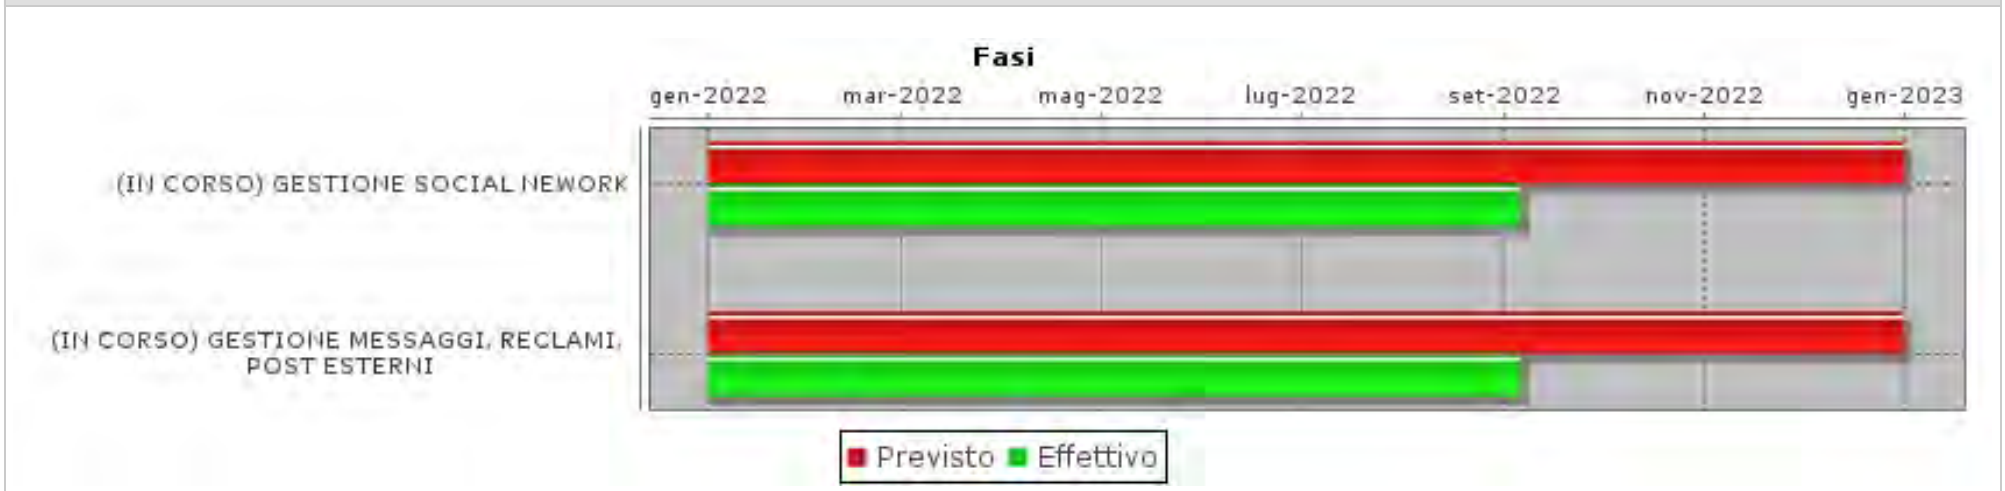 Fasi
gen-2022 mar-2022 mag-2022 lug-2022 set-2022 nov-2022 gen-2023
(IN CORSO) GESTIONE SOCIAL NEWORK
(IN CORSO) GESTIONE MESSAGGI, RECLAMI,
POST ESTERNI
Previsto Effettivo